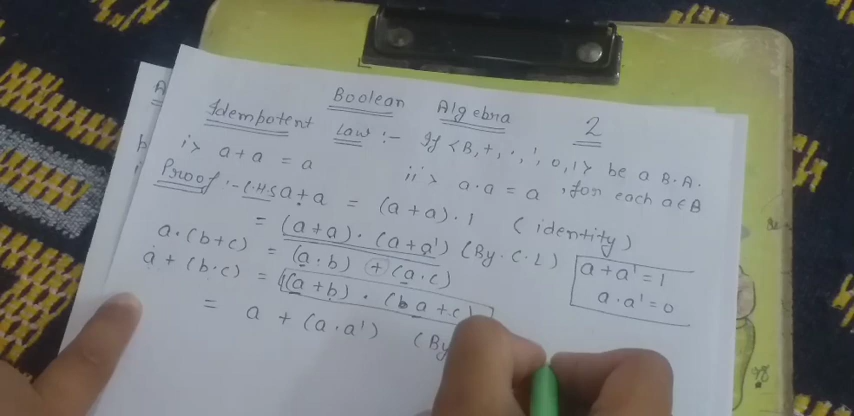 Boolean Algebra 2
Idempotent Law :- If <B, +, ·, ', 0, 1> be a B.A.
i> a + a = a ii> a · a = a , for each a ∈ B
Proof :- L.H.S a + a = (a + a) · 1 (identity)
= (a + a) · (a + a') (By C.L)
a · (b + c) = (a · b) + (a · c)
a + (b · c) = (a + b) · (b a + c)
= a + (a · a') (By
a + a' = 1
a · a' = 0